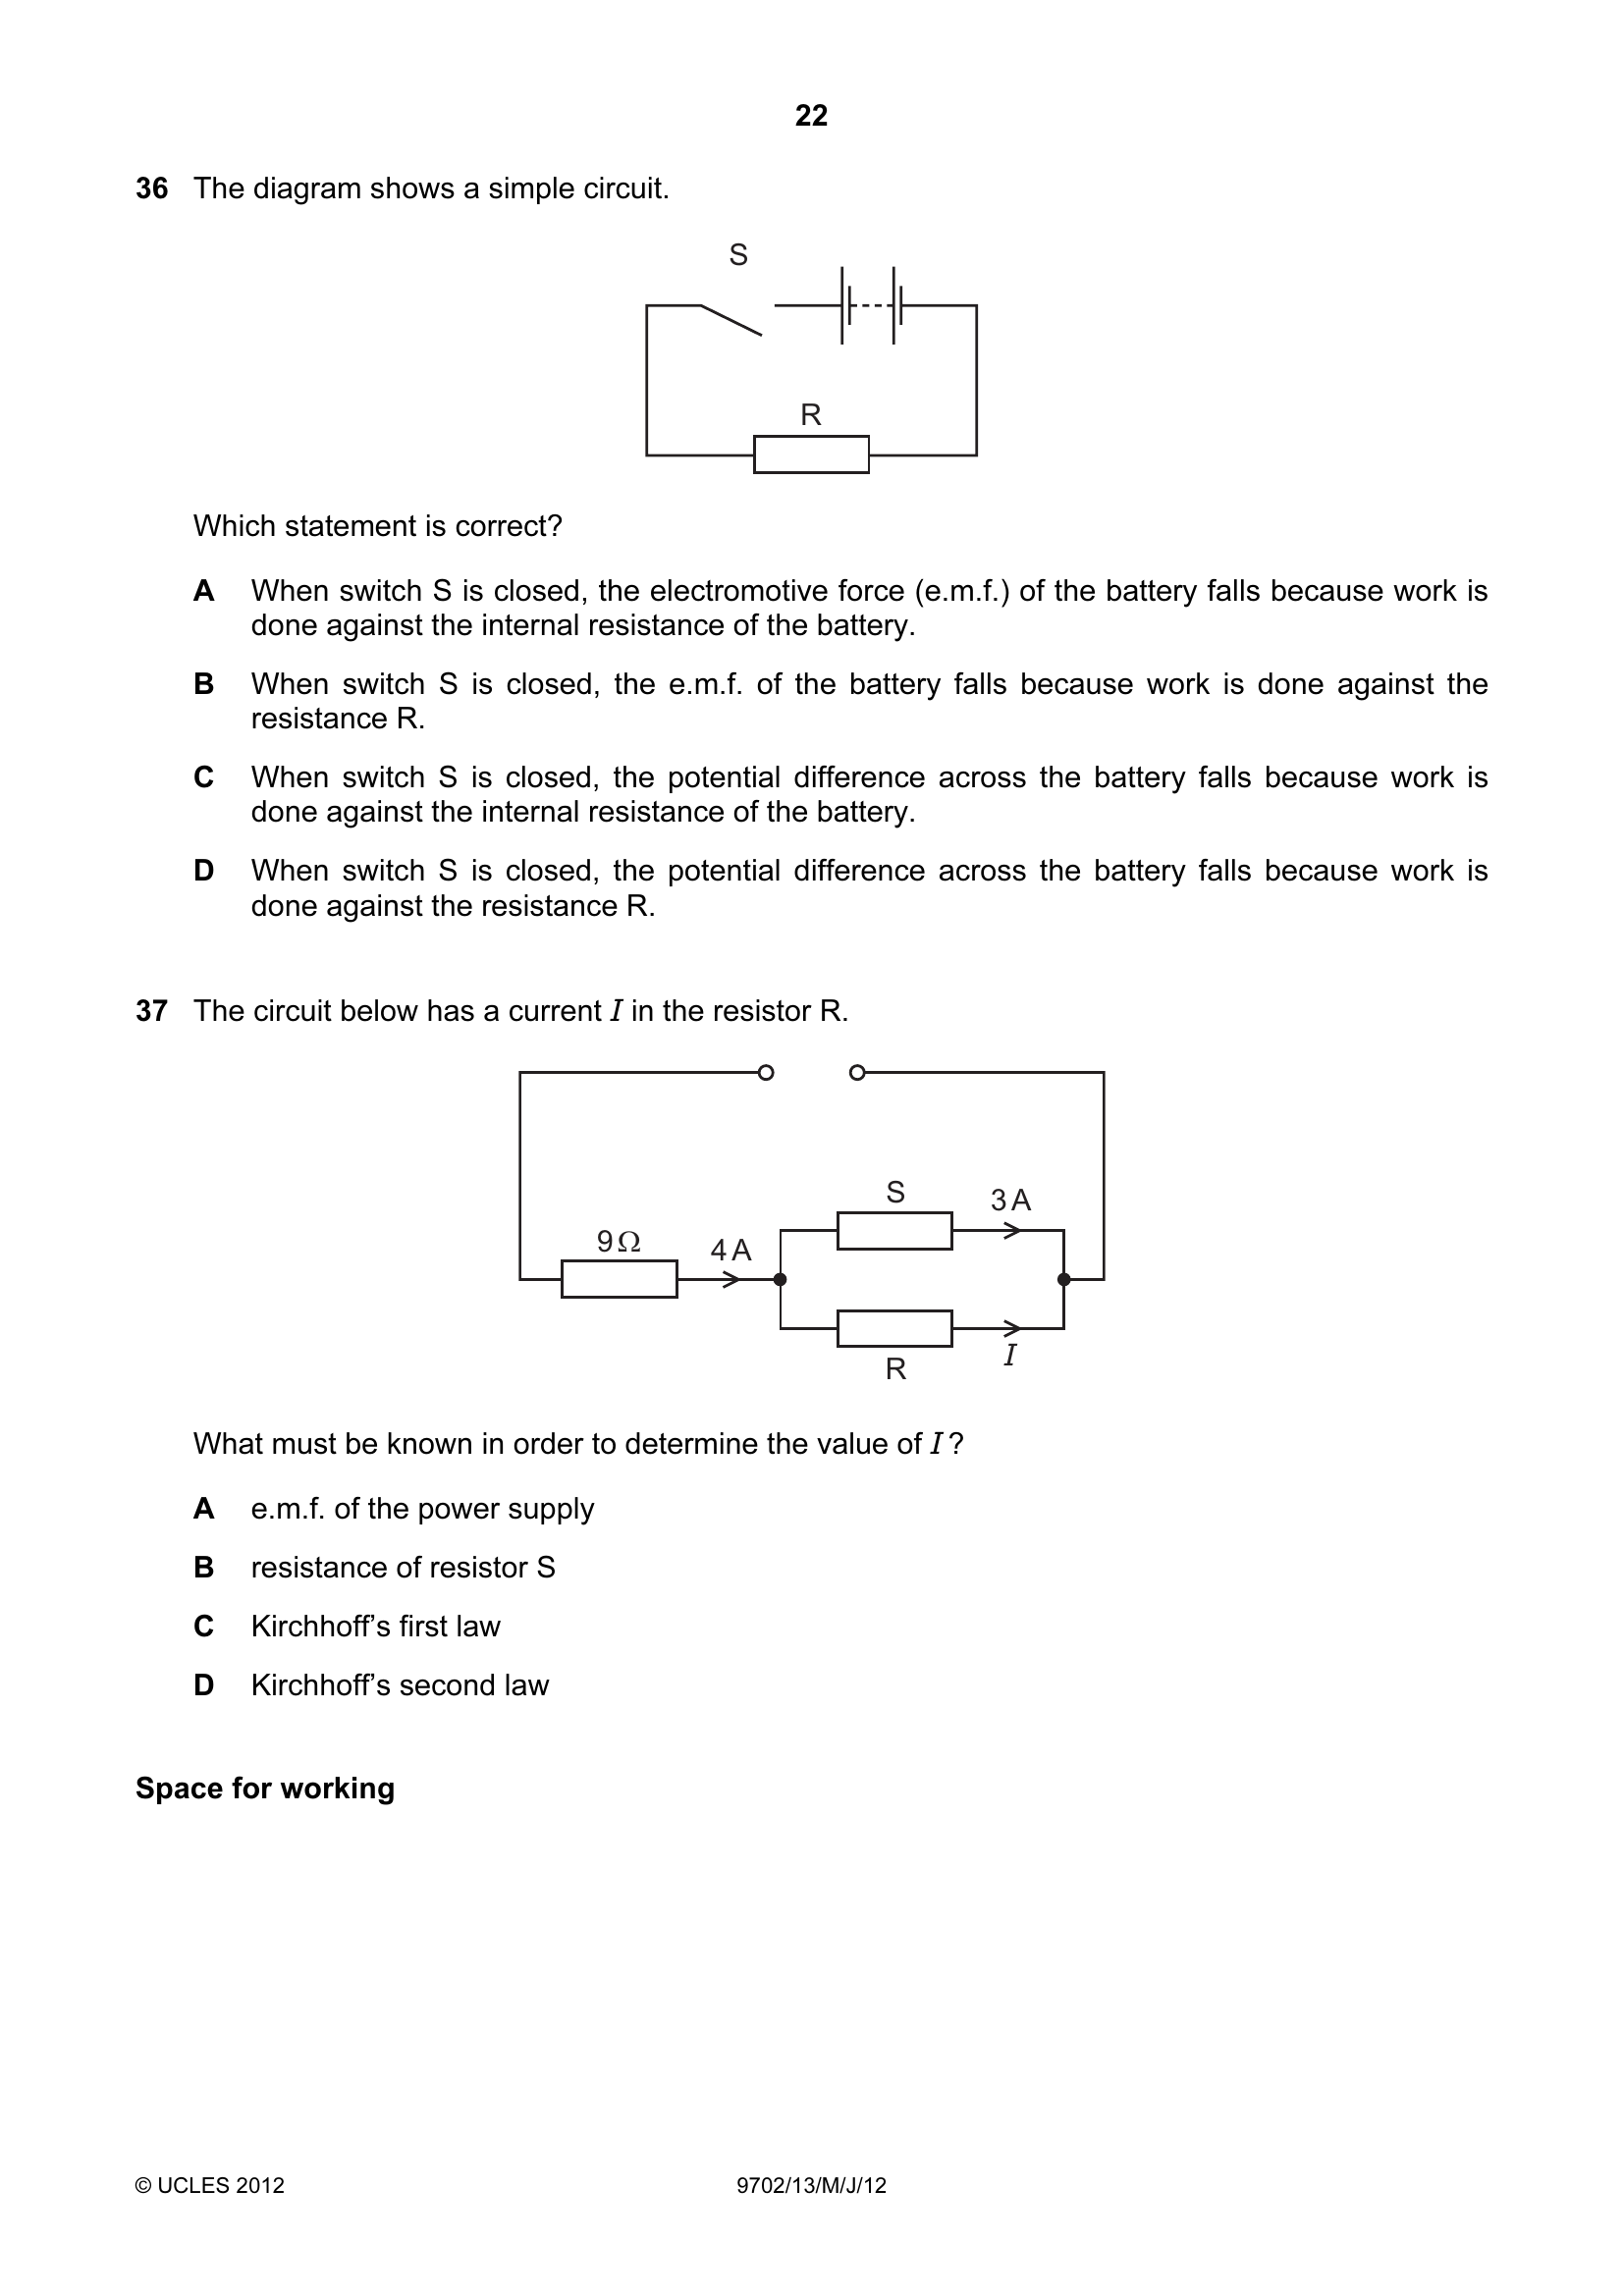 22
36 The diagram shows a simple circuit.
S
R
Which statement is correct?
A When switch S is closed, the electromotive force (e.m.f.) of the battery falls because work is
done against the internal resistance of the battery.
B When switch S is closed, the e.m.f. of the battery falls because work is done against the
resistance R.
C When switch S is closed, the potential difference across the battery falls because work is
done against the internal resistance of the battery.
D When switch S is closed, the potential difference across the battery falls because work is
done against the resistance R.
37 The circuit below has a current I in the resistor R.
S
3 A
9 Ω
4 A
I
R
What must be known in order to determine the value of I ?
A e.m.f. of the power supply
B resistance of resistor S
C Kirchhoff’s first law
D Kirchhoff’s second law
Space for working
© UCLES 2012
9702/13/M/J/12